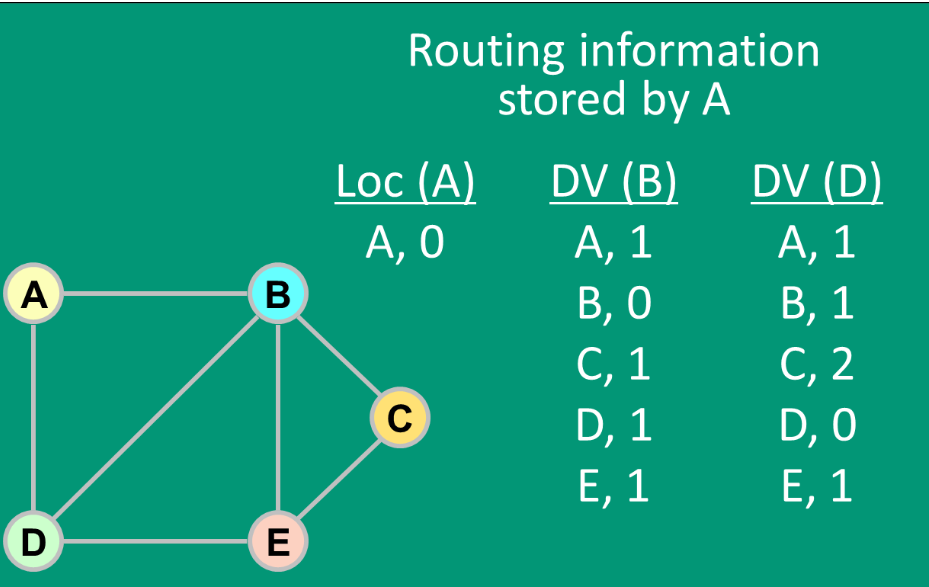 Routing information
stored by A
Loc (A) DV (B) DV (D)
A, 0 A, 1 A, 1
B, 0 B, 1
C, 1 C, 2
D, 1 D, 0
E, 1 E, 1
A
B
C
D
E